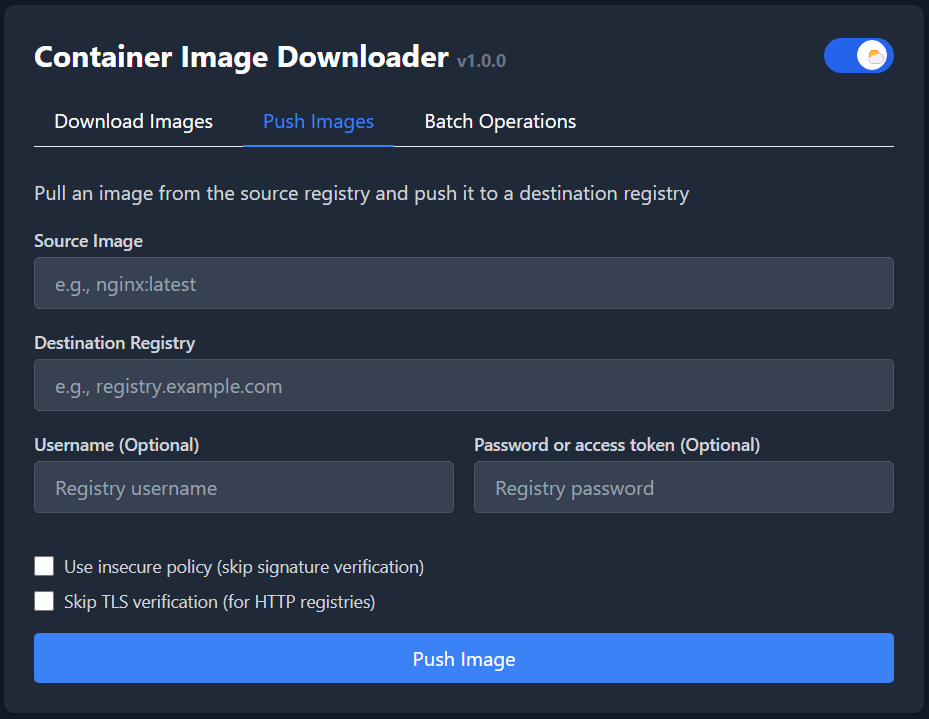 Container Image Downloader v1.0.0
Download Images Push Images Batch Operations
Pull an image from the source registry and push it to a destination registry
Source Image
e.g., nginx:latest
Destination Registry
e.g., registry.example.com
Username (Optional) Password or access token (Optional)
Registry username Registry password
Use insecure policy (skip signature verification)
Skip TLS verification (for HTTP registries)
Push Image